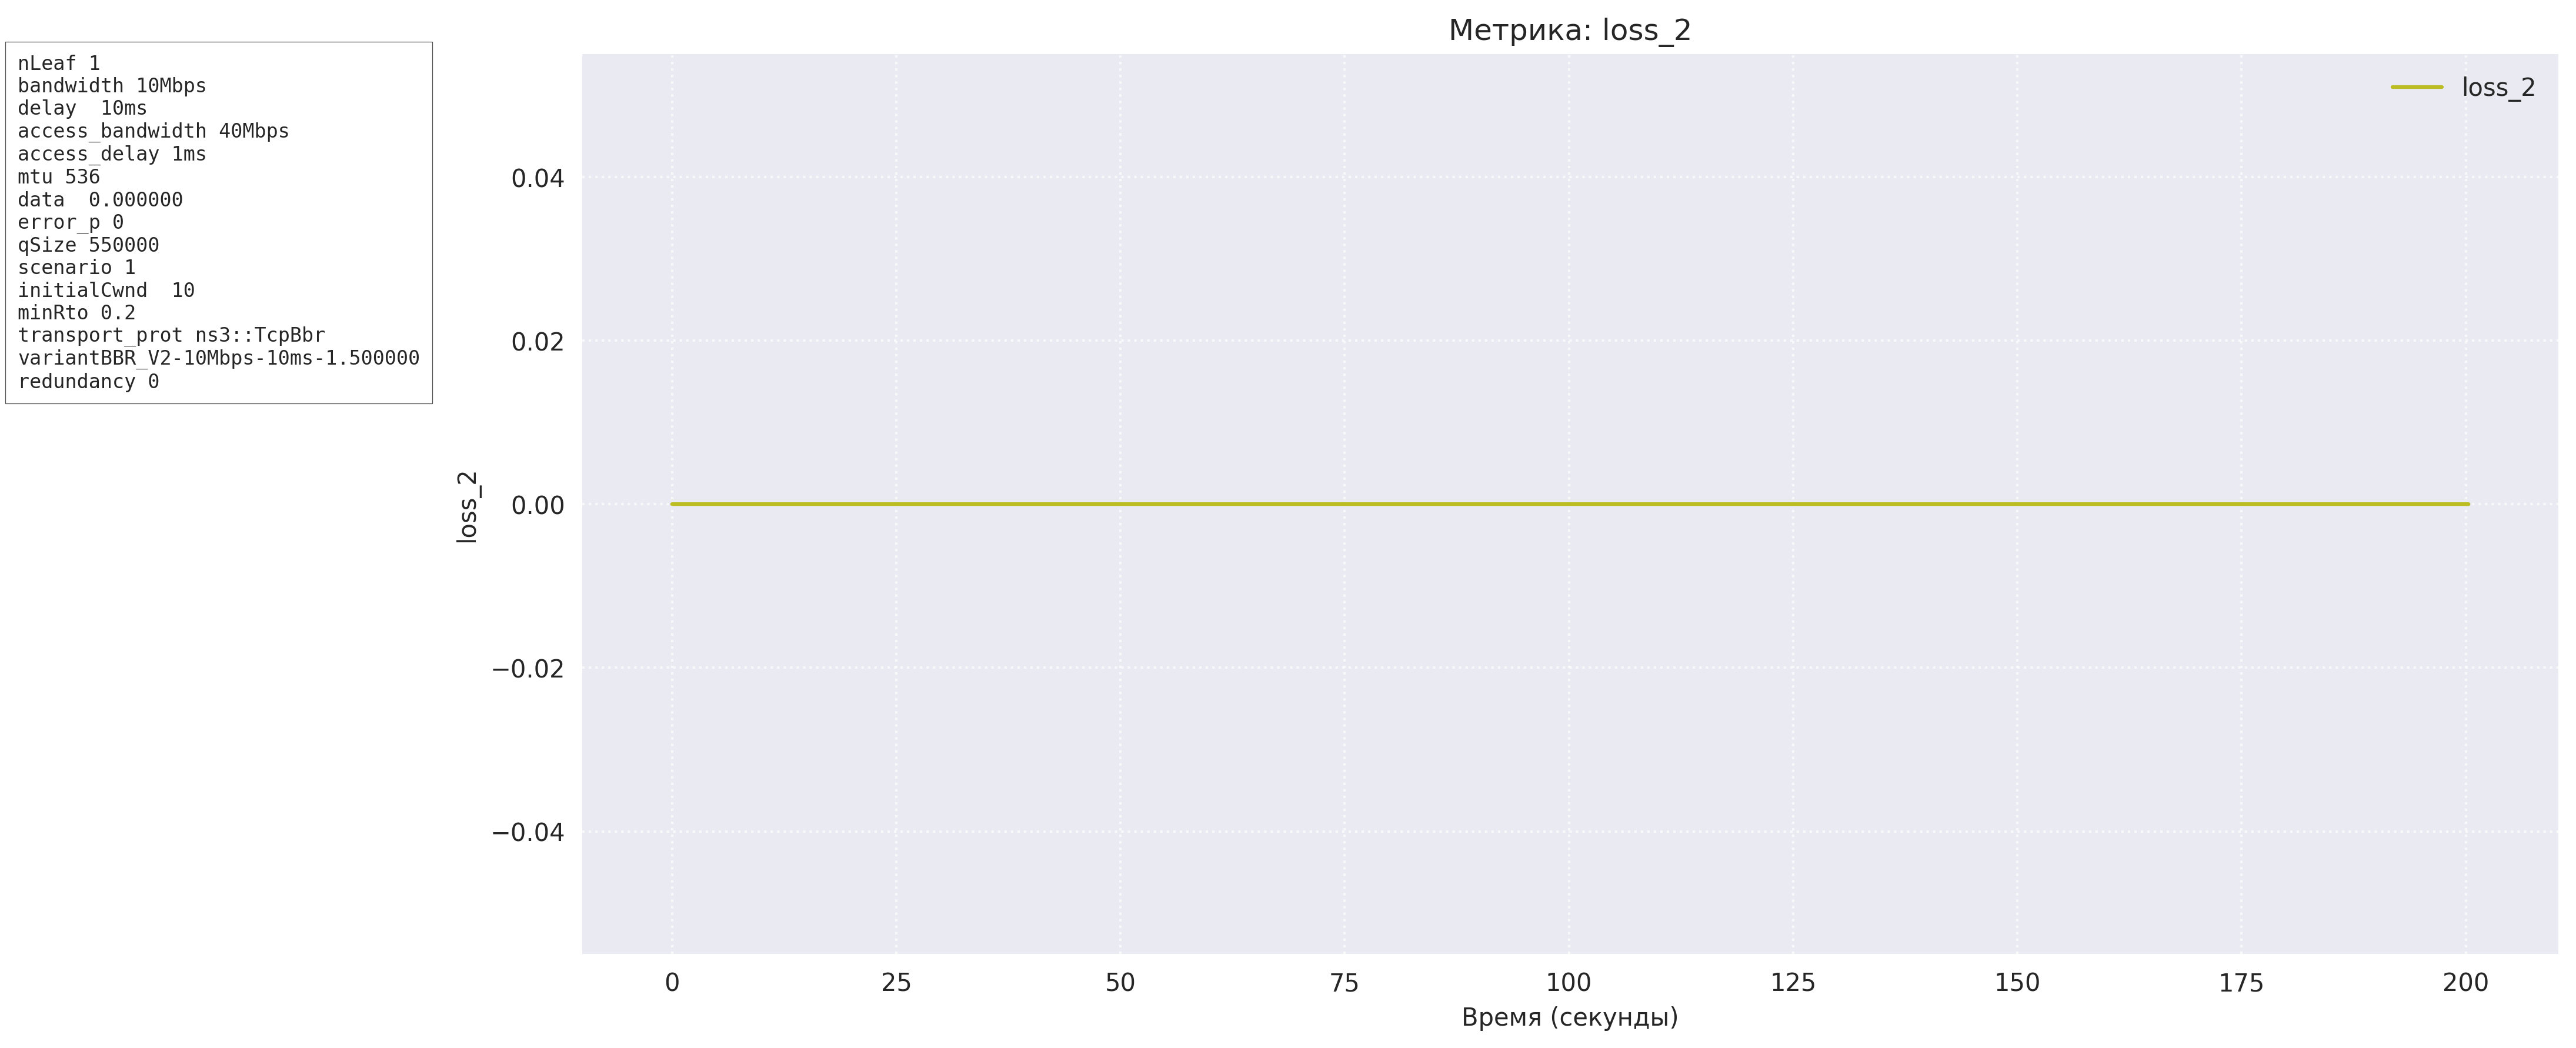 Метрика: loss_2
nLeaf 1
bandwidth 10Mbps
delay  10ms
access_bandwidth 40Mbps
access_delay 1ms
mtu 536
data  0.000000
error_p 0
qSize 550000
scenario 1
initialCwnd  10
minRto 0.2
transport_prot ns3::TcpBbr
variantBBR_V2-10Mbps-10ms-1.500000
redundancy 0
loss_2
loss_2
0.04
0.02
0.00
−0.02
−0.04
0 25 50 75 100 125 150 175 200
Время (секунды)